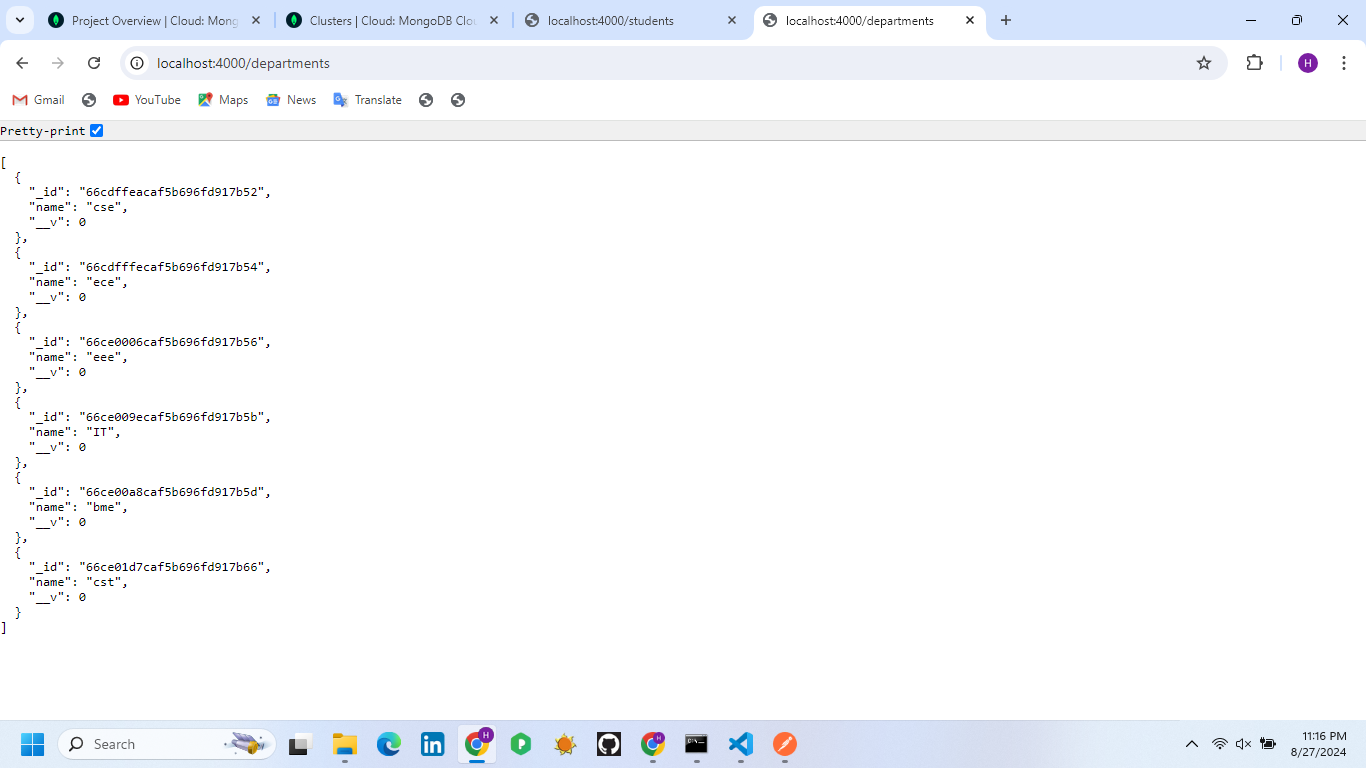 Project Overview | Cloud: Mong
Clusters | Cloud: MongoDB Clou
localhost:4000/students
localhost:4000/departments
localhost:4000/departments
H
Gmail
YouTube
Maps
News
Translate
Pretty-print
[
{
"_id": "66cdffeacaf5b696fd917b52",
"name": "cse",
"__v": 0
},
{
"_id": "66cdfffecaf5b696fd917b54",
"name": "ece",
"__v": 0
},
{
"_id": "66ce0006caf5b696fd917b56",
"name": "eee",
"__v": 0
},
{
"_id": "66ce009ecaf5b696fd917b5b",
"name": "IT",
"__v": 0
},
{
"_id": "66ce00a8caf5b696fd917b5d",
"name": "bme",
"__v": 0
},
{
"_id": "66ce01d7caf5b696fd917b66",
"name": "cst",
"__v": 0
}
]
Search
11:16 PM
8/27/2024